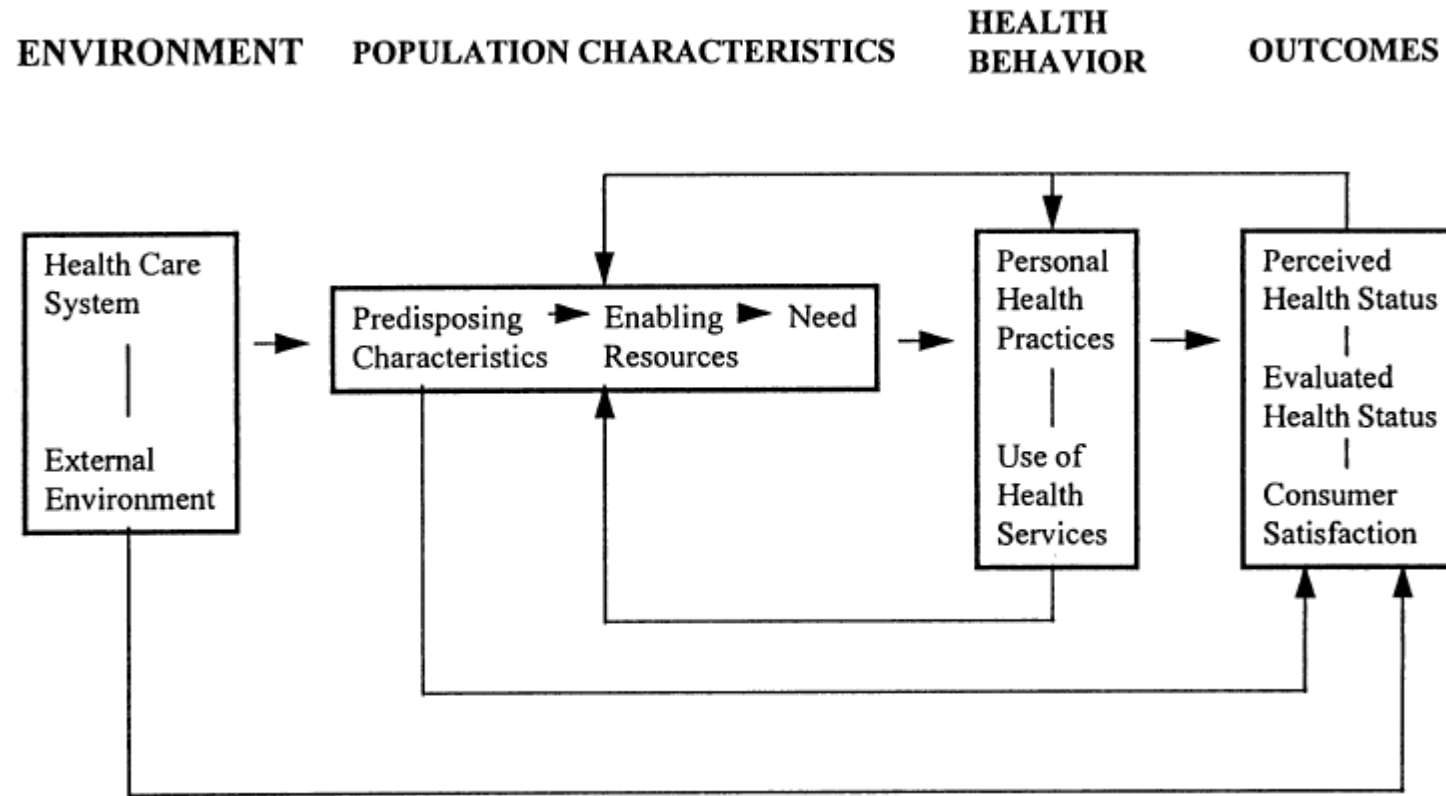 ENVIRONMENT
POPULATION CHARACTERISTICS
HEALTH
BEHAVIOR
OUTCOMES
Health Care
System
External
Environment
Predisposing
Characteristics
Enabling
Resources
Need
Personal
Health
Practices
Use of
Health
Services
Perceived
Health Status
Evaluated
Health Status
Consumer
Satisfaction